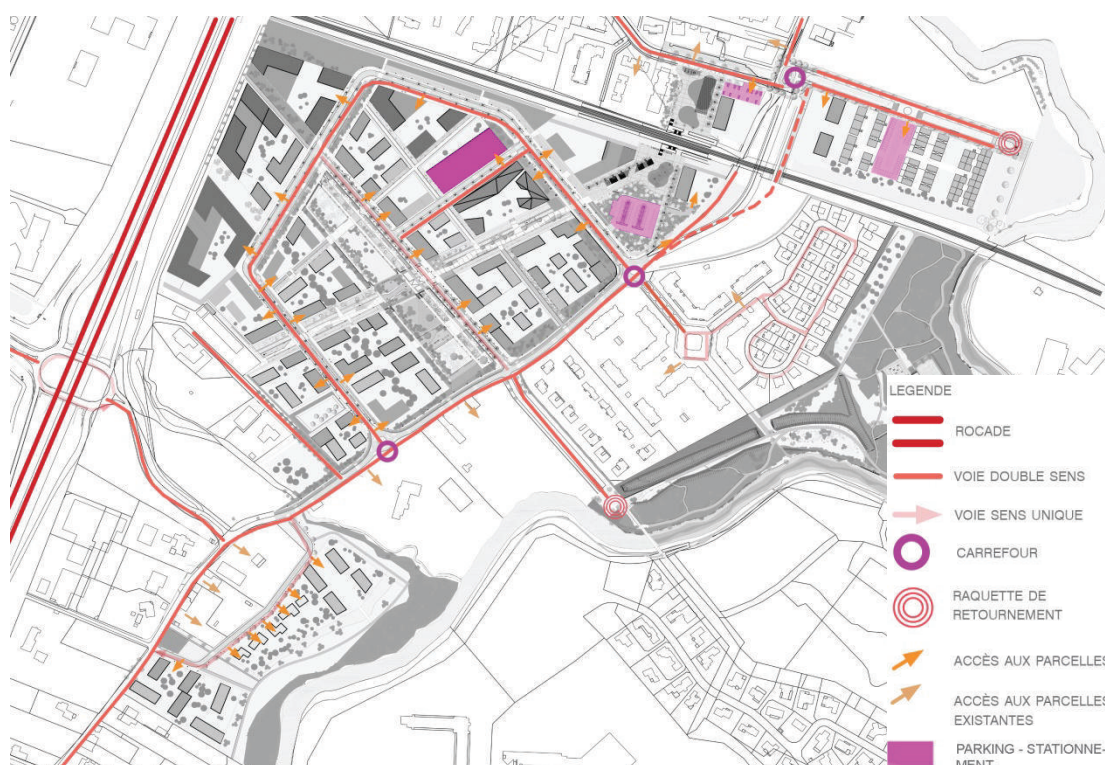 LEGENDE
ROCADE
VOIE DOUBLE SENS
VOIE SENS UNIQUE
CARREFOUR
RAQUETTE DE
RETOURNEMENT
ACCÈS AUX PARCELLES
ACCÈS AUX PARCELLES
EXISTANTES
PARKING - STATIONNE-
MENT